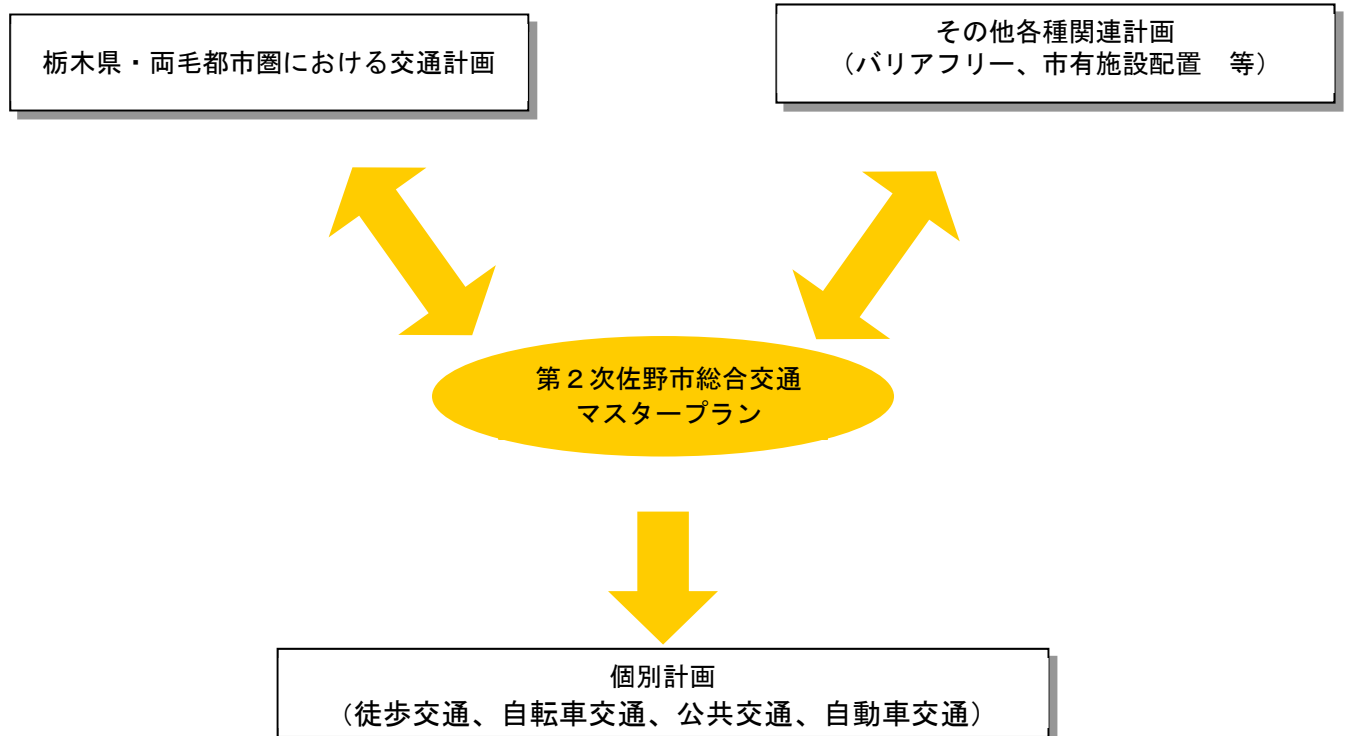 栃木県・両毛都市圏における交通計画
その他各種関連計画
（バリアフリー、市有施設配置　等）
第２次佐野市総合交通
マスタープラン
個別計画
（徒歩交通、自転車交通、公共交通、自動車交通）